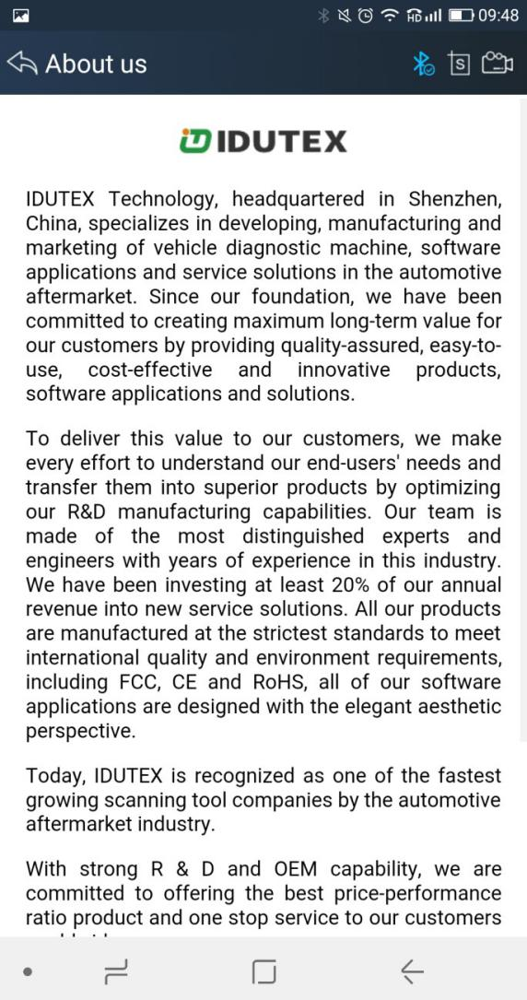 HD 09:48
About us
S
IDUTEX
IDUTEX Technology, headquartered in Shenzhen,
China, specializes in developing, manufacturing and
marketing of vehicle diagnostic machine, software
applications and service solutions in the automotive
aftermarket. Since our foundation, we have been
committed to creating maximum long-term value for
our customers by providing quality-assured, easy-to-
use, cost-effective and innovative products,
software applications and solutions.
To deliver this value to our customers, we make
every effort to understand our end-users' needs and
transfer them into superior products by optimizing
our R&D manufacturing capabilities. Our team is
made of the most distinguished experts and
engineers with years of experience in this industry.
We have been investing at least 20% of our annual
revenue into new service solutions. All our products
are manufactured at the strictest standards to meet
international quality and environment requirements,
including FCC, CE and RoHS, all of our software
applications are designed with the elegant aesthetic
perspective.
Today, IDUTEX is recognized as one of the fastest
growing scanning tool companies by the automotive
aftermarket industry.
With strong R & D and OEM capability, we are
committed to offering the best price-performance
ratio product and one stop service to our customers